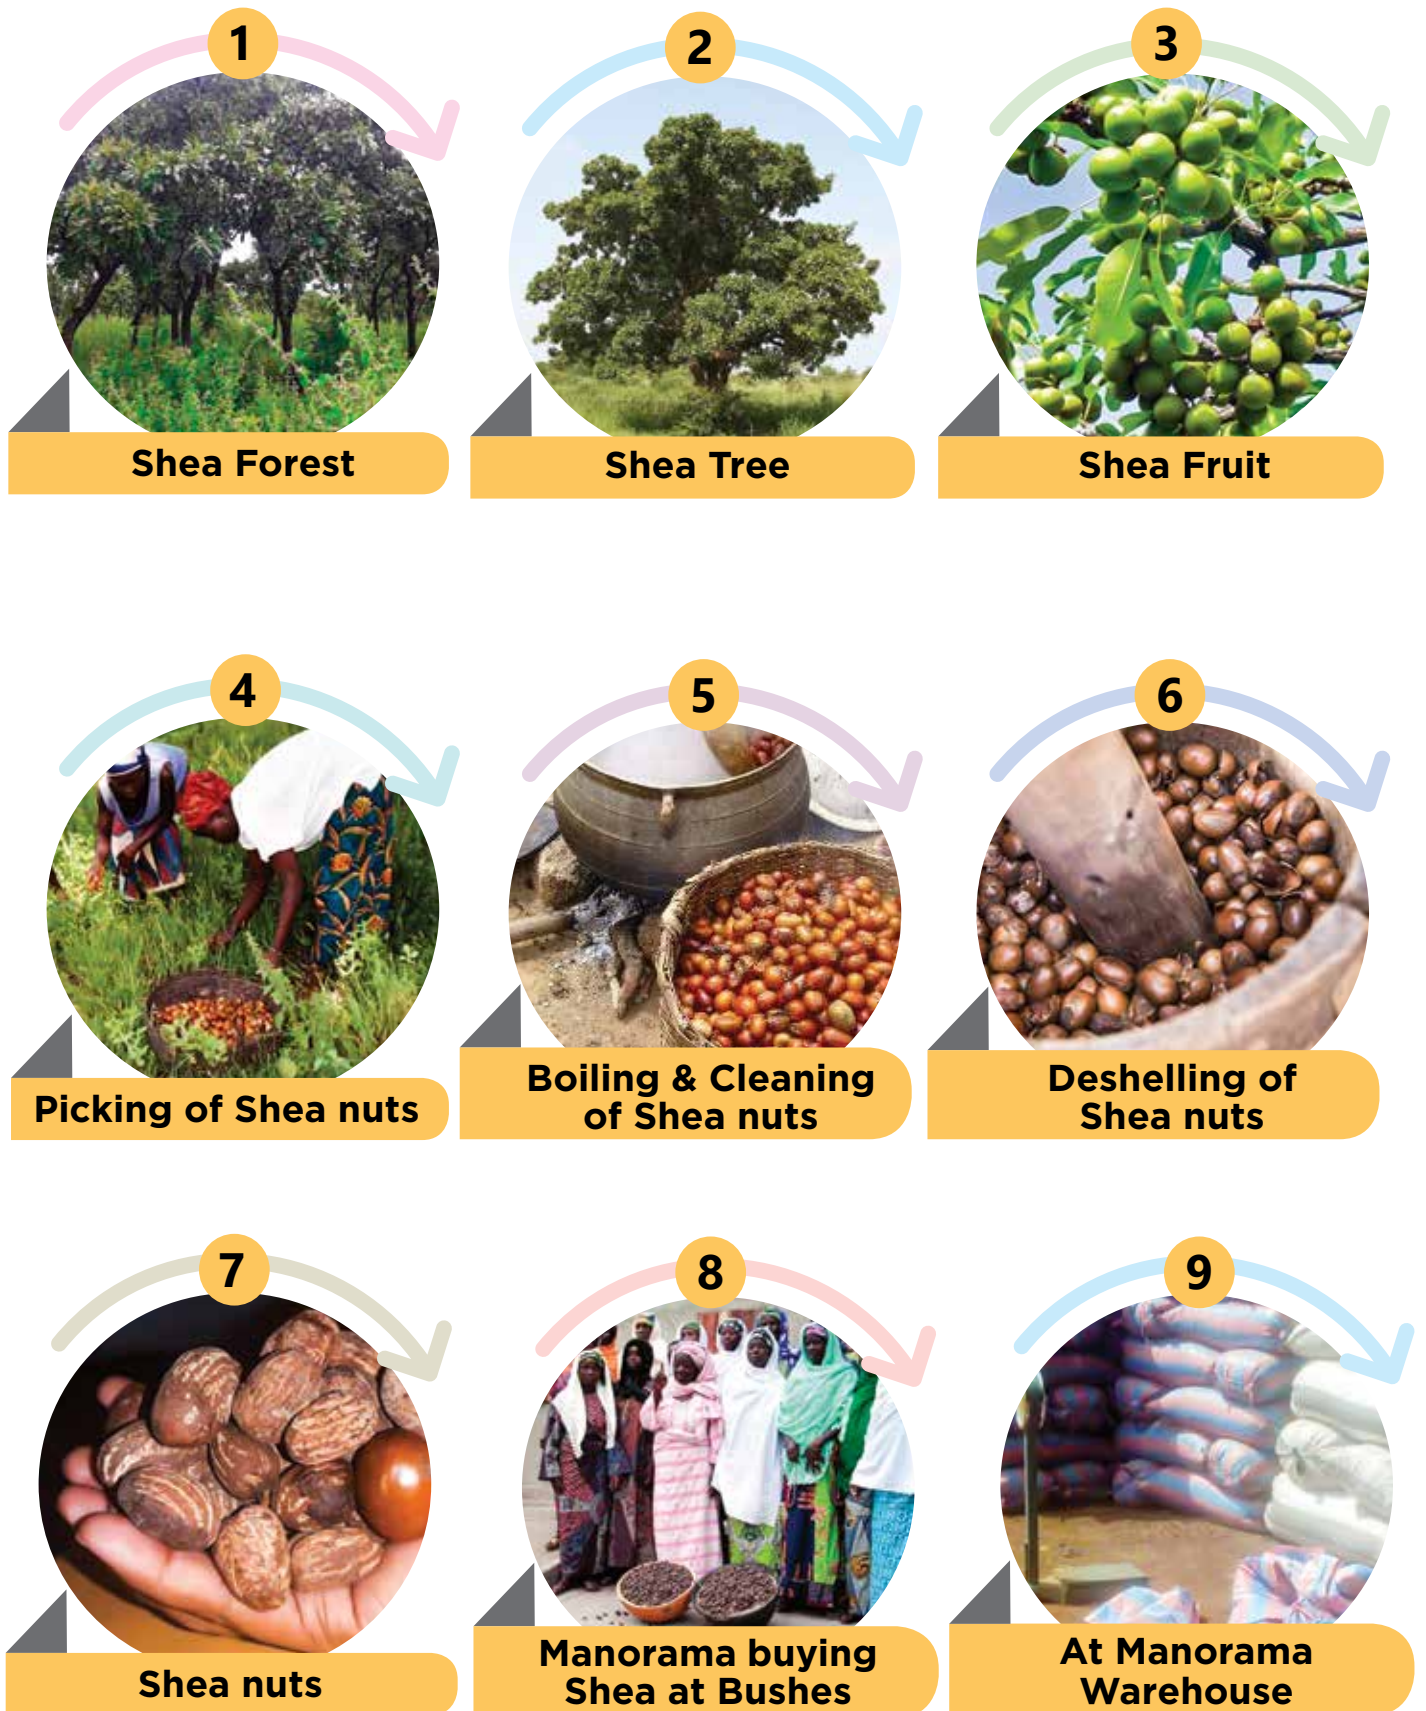 1
2
3
Shea Forest
Shea Tree
Shea Fruit
4
5
6
Picking of Shea nuts
Boiling & Cleaning
of Shea nuts
Deshelling of
Shea nuts
7
8
9
Shea nuts
Manorama buying
Shea at Bushes
At Manorama
Warehouse